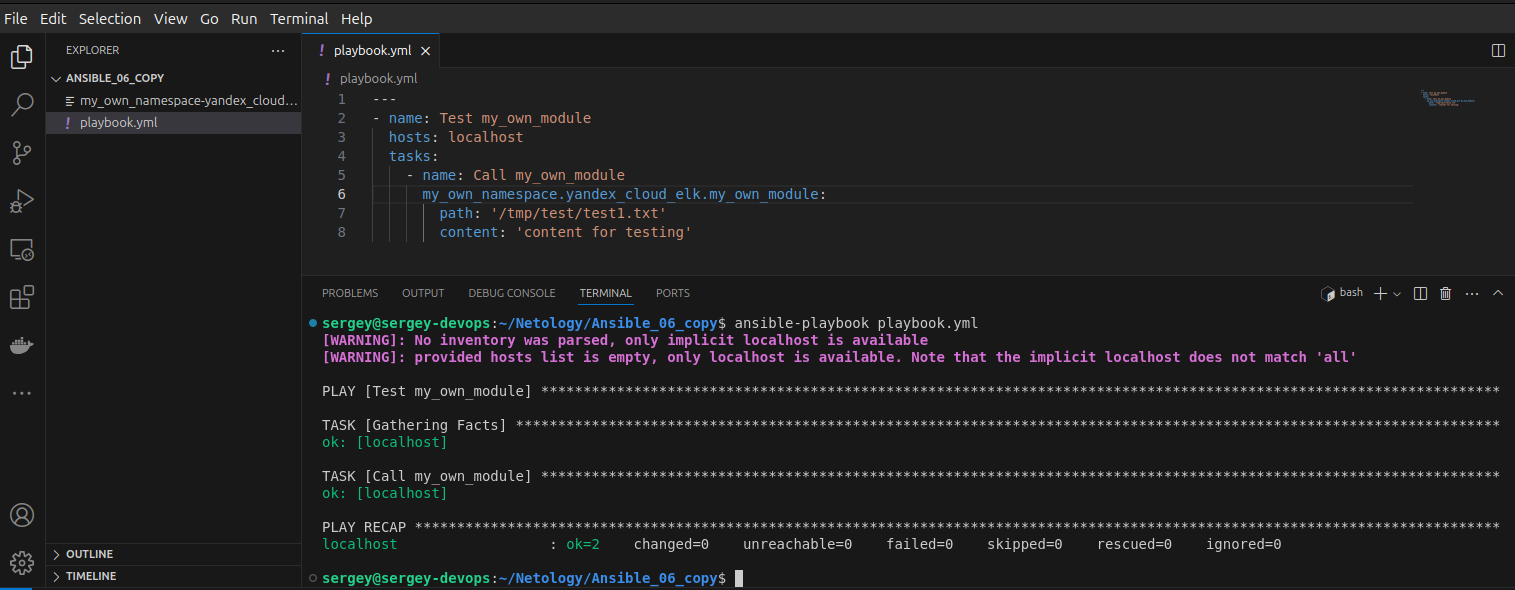 File Edit Selection View Go Run Terminal Help
EXPLORER ...
ANSIBLE_06_COPY
my_own_namespace-yandex_cloud...
! playbook.yml
! playbook.yml ×
! playbook.yml
1 ---
2 - name: Test my_own_module
3 hosts: localhost
4 tasks:
5 - name: Call my_own_module
6 my_own_namespace.yandex_cloud_elk.my_own_module:
7 path: '/tmp/test/test1.txt'
8 content: 'content for testing'
PROBLEMS OUTPUT DEBUG CONSOLE TERMINAL PORTS
bash
sergey@sergey-devops:~/Netology/Ansible_06_copy$ ansible-playbook playbook.yml
[WARNING]: No inventory was parsed, only implicit localhost is available
[WARNING]: provided hosts list is empty, only localhost is available. Note that the implicit localhost does not match 'all'
PLAY [Test my_own_module] ******************************************************************************************************************
TASK [Gathering Facts] *********************************************************************************************************************
ok: [localhost]
TASK [Call my_own_module] ******************************************************************************************************************
ok: [localhost]
PLAY RECAP *********************************************************************************************************************************
localhost : ok=2 changed=0 unreachable=0 failed=0 skipped=0 rescued=0 ignored=0
sergey@sergey-devops:~/Netology/Ansible_06_copy$
OUTLINE
TIMELINE